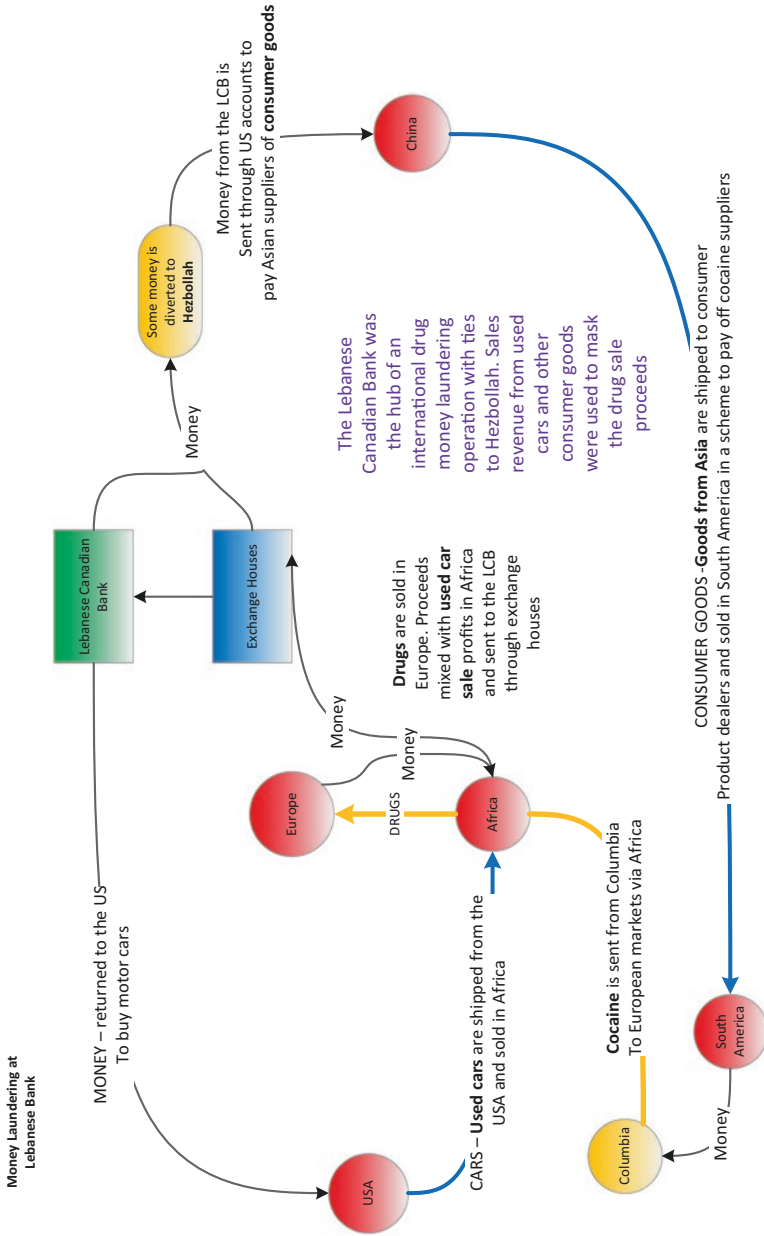 Money Laundering at
Lebanese Bank
MONEY – returned to the US
To buy motor cars
Lebanese Canadian
Bank
Exchange Houses
Money
Some money is
diverted to
Hezbollah
Money from the LCB is
Sent through US accounts to
pay Asian suppliers of consumer goods
China
USA
Europe
Money
Money
DRUGS
Africa
Drugs are sold in
Europe. Proceeds
mixed with used car
sale profits in Africa
and sent to the LCB
through exchange
houses
The Lebanese
Canadian Bank was
the hub of an
international drug
money laundering
operation with ties
to Hezbollah. Sales
revenue from used
cars and other
consumer goods
were used to mask
the drug sale
proceeds
CARS – Used cars are shipped from the
USA and sold in Africa
Cocaine is sent from Columbia
To European markets via Africa
Columbia
Money
South
America
CONSUMER GOODS -Goods from Asia are shipped to consumer
Product dealers and sold in South America in a scheme to pay off cocaine suppliers